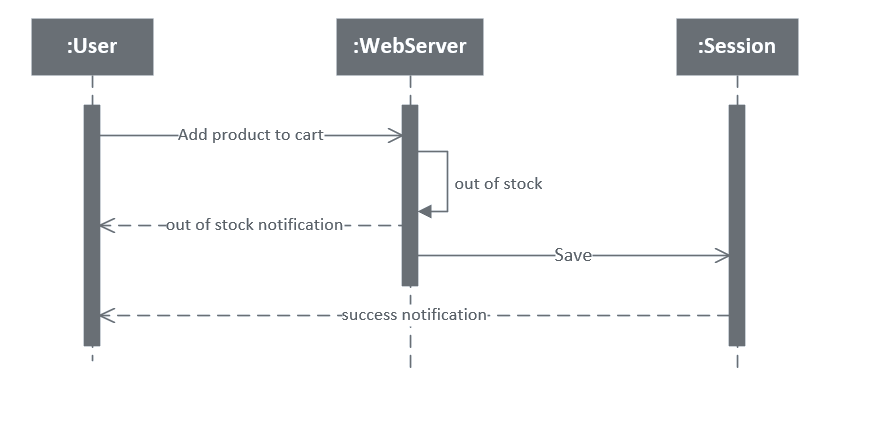 :User
:WebServer
:Session
Add product to cart
out of stock
out of stock notification
Save
success notification